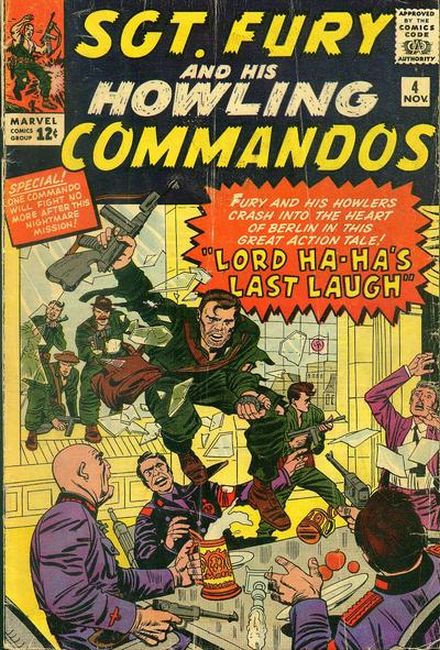 SGT. FURY
AND HIS
HOWLING
COMMANDOS
APPROVED
BY THE
COMICS
CODE
AUTHORITY
MARVEL
COMICS
GROUP 12¢
4
NOV.
SPECIAL!
ONE COMMANDO
WILL FIGHT NO
MORE AFTER THIS
NIGHTMARE
MISSION!
FURY AND HIS HOWLERS
CRASH INTO THE HEART
OF BERLIN IN THIS
GREAT ACTION TALE!
"LORD HA-HA'S
LAST LAUGH"